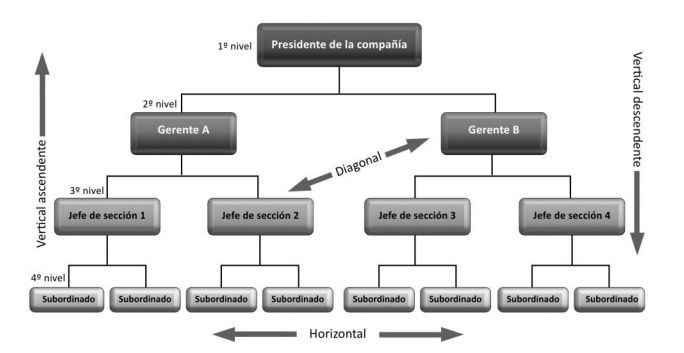 1º nivel
Presidente de la compañía
Vertical ascendente
Vertical descendente
2º nivel
Gerente A
Gerente B
Diagonal
3º nivel
Jefe de sección 1
Jefe de sección 2
Jefe de sección 3
Jefe de sección 4
4º nivel
Subordinado
Subordinado
Subordinado
Subordinado
Subordinado
Subordinado
Subordinado
Subordinado
Horizontal